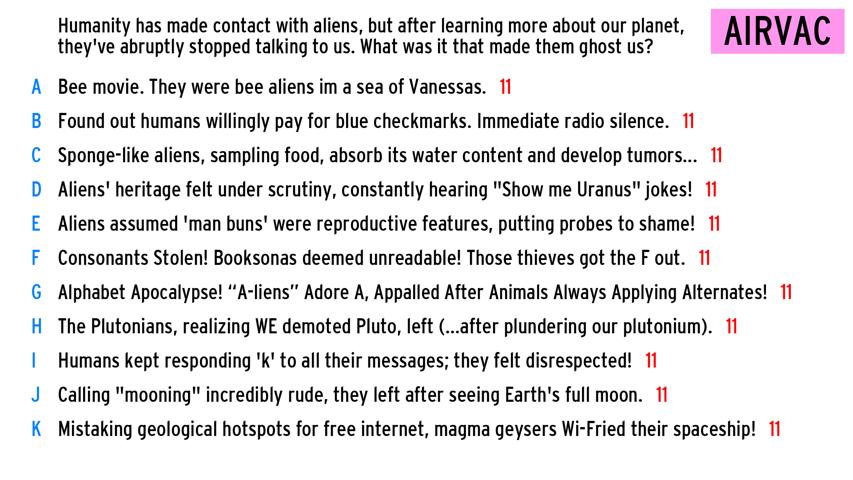 Humanity has made contact with aliens, but after learning more about our planet,
they've abruptly stopped talking to us. What was it that made them ghost us?
AIRVAC
A Bee movie. They were bee aliens im a sea of Vanessas. 11
B Found out humans willingly pay for blue checkmarks. Immediate radio silence. 11
C Sponge-like aliens, sampling food, absorb its water content and develop tumors... 11
D Aliens' heritage felt under scrutiny, constantly hearing "Show me Uranus" jokes! 11
E Aliens assumed 'man buns' were reproductive features, putting probes to shame! 11
F Consonants Stolen! Booksonas deemed unreadable! Those thieves got the F out. 11
G Alphabet Apocalypse! “A-liens” Adore A, Appalled After Animals Always Applying Alternates! 11
H The Plutonians, realizing WE demoted Pluto, left (...after plundering our plutonium). 11
I Humans kept responding 'k' to all their messages; they felt disrespected! 11
J Calling "mooning" incredibly rude, they left after seeing Earth's full moon. 11
K Mistaking geological hotspots for free internet, magma geysers Wi-Fried their spaceship! 11